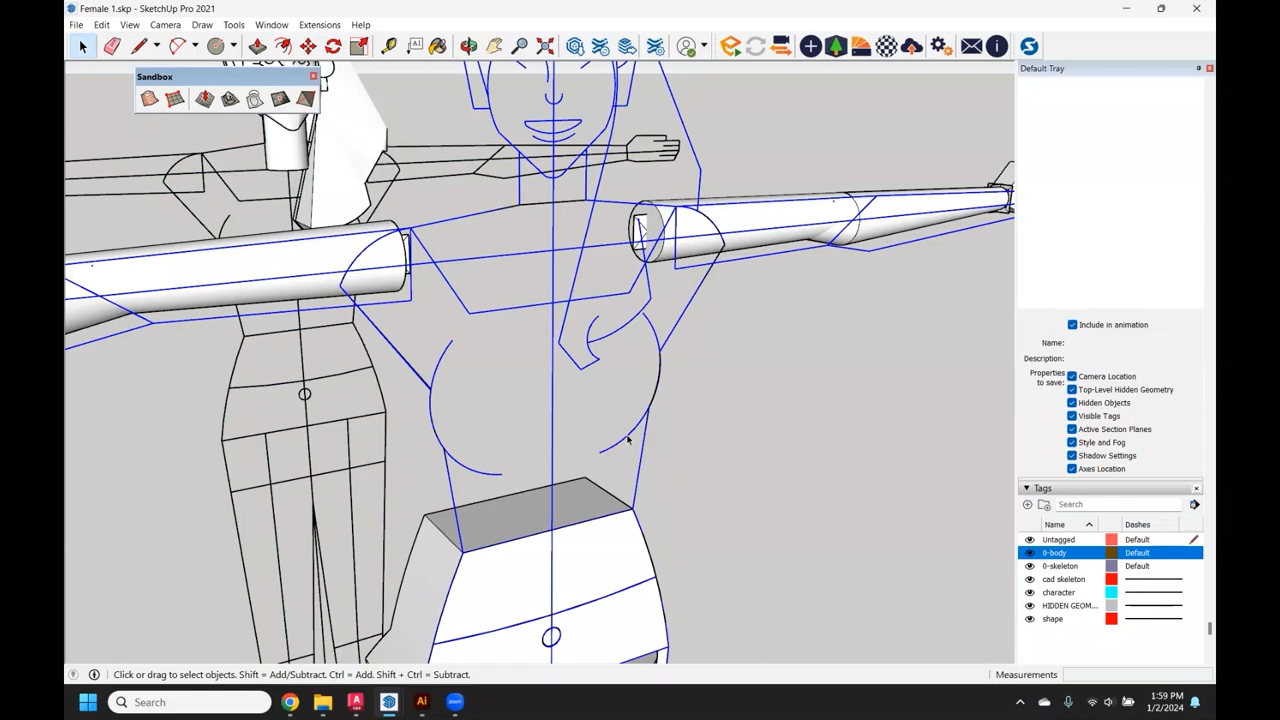 Female 1.skp - SketchUp Pro 2021
File Edit View Camera Draw Tools Window Extensions Help
A1
Sandbox
Default Tray
Include in animation
Name:
Description:
Properties to save:
Camera Location
Top-Level Hidden Geometry
Hidden Objects
Visible Tags
Active Section Planes
Style and Fog
Shadow Settings
Axes Location
Tags
Search
Name Dashes
Untagged Default
0-body Default
0-skeleton Default
cad skeleton
character
HIDDEN GEOM...
shape
Click or drag to select objects. Shift = Add/Subtract. Ctrl = Add. Shift + Ctrl = Subtract.
Measurements
Search
Ai
1:59 PM
1/2/2024